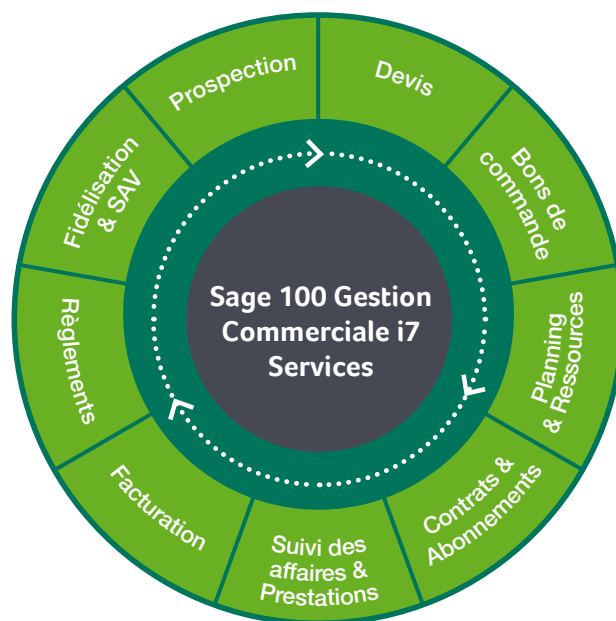 Prospection
Devis
Bons de
commande
Planning
& Ressources
Contrats &
Abonnements
Suivi des
affaires &
Prestations
Facturation
Règlements
Fidélisation
& SAV
Sage 100 Gestion
Commerciale i7
Services